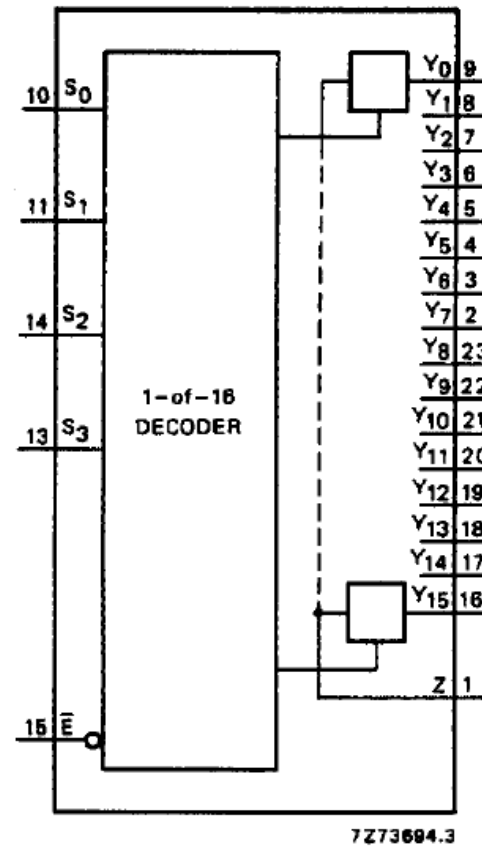 Y0 9
10 S0
Y1 8
Y2 7
Y3 6
11 S1
Y4 5
Y5 4
Y6 3
Y7 2
14 S2
Y8 23
Y9 22
1-of-16
DECODER
Y10 21
13 S3
Y11 20
Y12 19
Y13 18
Y14 17
Y15 16
Z 1
15 E̅
7Z73694.3